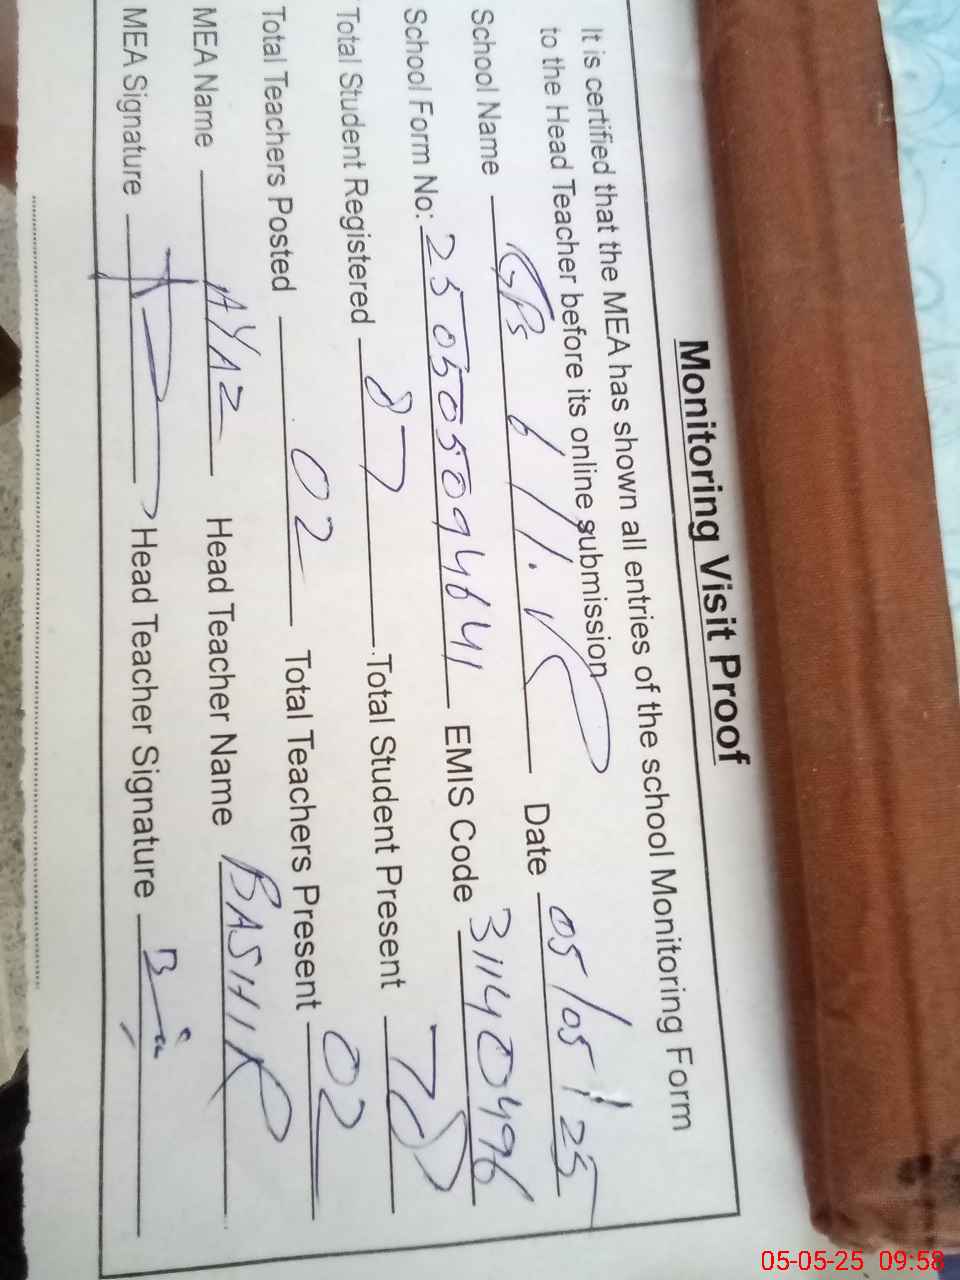 Monitoring Visit Proof
It is certified that the MEA has shown all entries of the school Monitoring Form
to the Head Teacher before its online submission
School Name GPS 6/1.R Date 05/05/25
School Form No: 250505094641 EMIS Code 31140496
Total Student Registered 87 Total Student Present
Total Teachers Posted 02 Total Teachers Present 02
MEA Name AYAZ Head Teacher Name BASHIR
MEA Signature Head Teacher Signature
05-05-25 09:58